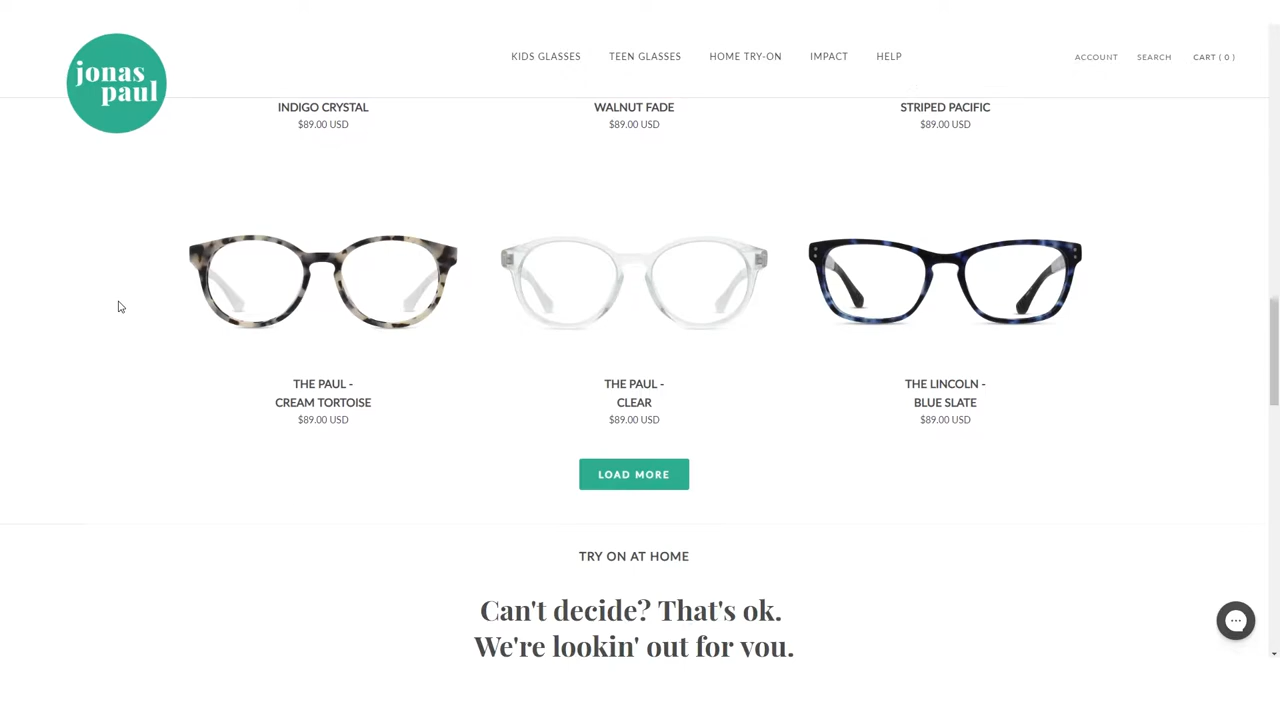 jonas
paul
KIDS GLASSES TEEN GLASSES HOME TRY-ON IMPACT HELP
ACCOUNT SEARCH CART ( 0 )
INDIGO CRYSTAL
$89.00 USD
WALNUT FADE
$89.00 USD
STRIPED PACIFIC
$89.00 USD
THE PAUL -
CREAM TORTOISE
$89.00 USD
THE PAUL -
CLEAR
$89.00 USD
THE LINCOLN -
BLUE SLATE
$89.00 USD
LOAD MORE
TRY ON AT HOME
Can't decide? That's ok.
We're lookin' out for you.